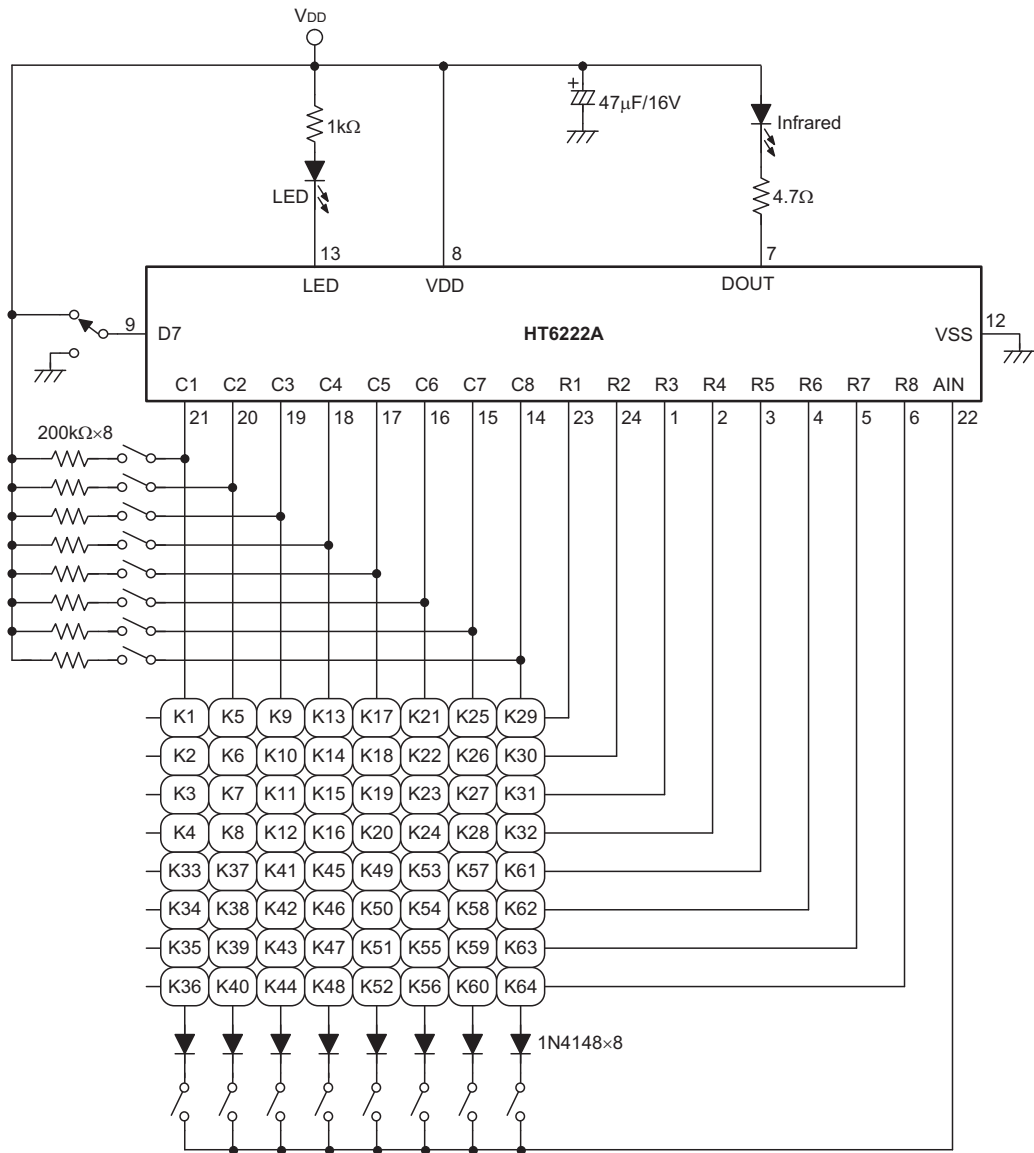 VDD
+
47µF/16V
1kΩ
Infrared
LED
4.7Ω
13 8 7
LED VDD DOUT
9 D7 HT6222A VSS 12
C1 C2 C3 C4 C5 C6 C7 C8 R1 R2 R3 R4 R5 R6 R7 R8 AIN
21 20 19 18 17 16 15 14 23 24 1 2 3 4 5 6 22
200kΩ×8
K1 K5 K9 K13 K17 K21 K25 K29
K2 K6 K10 K14 K18 K22 K26 K30
K3 K7 K11 K15 K19 K23 K27 K31
K4 K8 K12 K16 K20 K24 K28 K32
K33 K37 K41 K45 K49 K53 K57 K61
K34 K38 K42 K46 K50 K54 K58 K62
K35 K39 K43 K47 K51 K55 K59 K63
K36 K40 K44 K48 K52 K56 K60 K64
1N4148×8